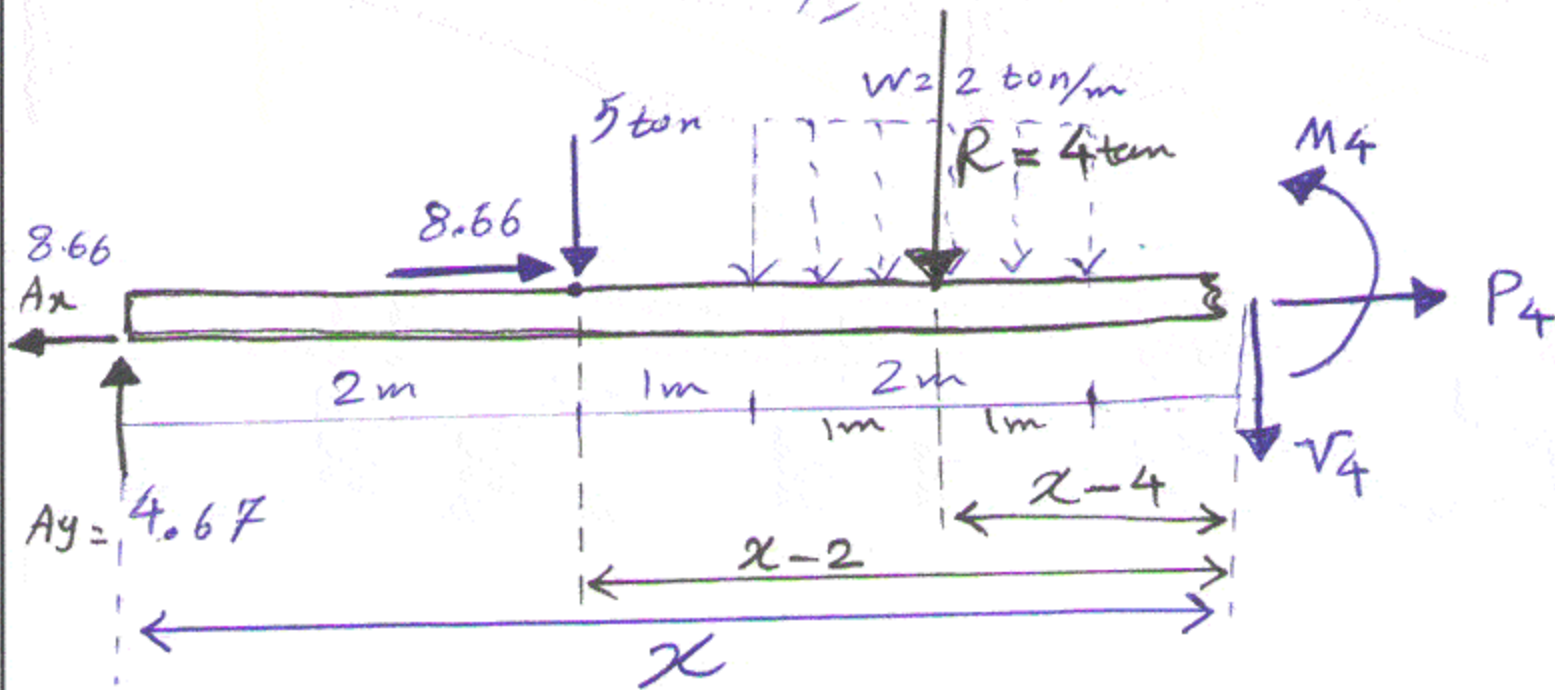 W= 2 ton/m
5 ton
R = 4 ton
M4
8.66
8.66
Ax
P4
2m
1m
2m
1m
1m
V4
x-4
Ay= 4.67
x-2
x